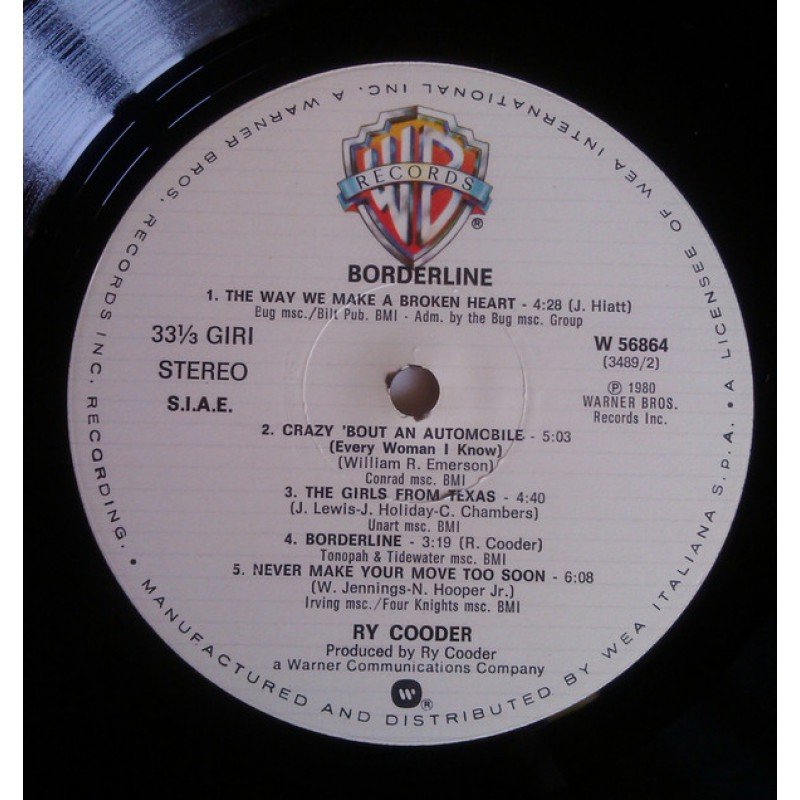 WB
RECORDS
®
BORDERLINE
1. THE WAY WE MAKE A BROKEN HEART - 4:28 (J. Hiatt)
Bug msc./Bilt Pub. BMI - Adm. by the Bug msc. Group
33⅓ GIRI
STEREO
S.I.A.E.
W 56864
(3489/2)
Ⓟ 1980
WARNER BROS.
Records Inc.
2. CRAZY 'BOUT AN AUTOMOBILE - 5:03
(Every Woman I Know)
(William R. Emerson)
Conrad msc. BMI
3. THE GIRLS FROM TEXAS - 4:40
(J. Lewis-J. Holiday-C. Chambers)
Unart msc. BMI
4. BORDERLINE - 3:19 (R. Cooder)
Tonopah & Tidewater msc. BMI
5. NEVER MAKE YOUR MOVE TOO SOON - 6:08
(W. Jennings-N. Hooper Jr.)
Irving msc./Four Knights msc. BMI
RY COODER
Produced by Ry Cooder
a Warner Communications Company
W®
• MANUFACTURED AND DISTRIBUTED BY WEA ITALIANA S.P.A. • A LICENSEE OF WEA INTERNATIONAL INC. A WARNER BROS. RECORDS INC. RECORDING.